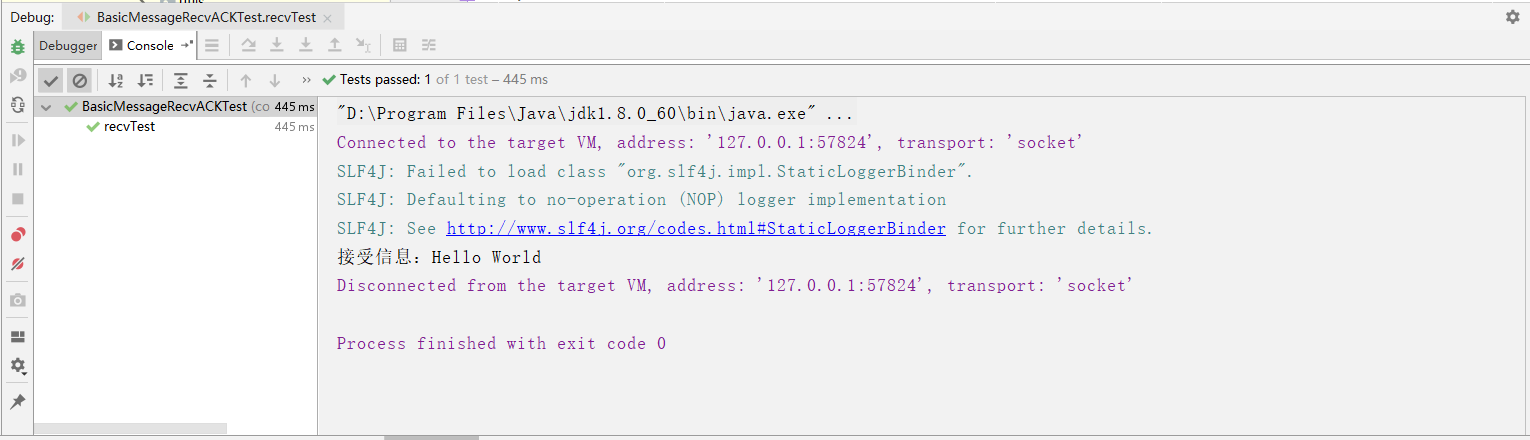 Debug:
BasicMessageRecvACKTest.recvTest
Debugger
Console
Tests passed: 1 of 1 test – 445 ms
BasicMessageRecvACKTest (co 445 ms
recvTest 445 ms
"D:\Program Files\Java\jdk1.8.0_60\bin\java.exe" ...
Connected to the target VM, address: '127.0.0.1:57824', transport: 'socket'
SLF4J: Failed to load class "org.slf4j.impl.StaticLoggerBinder".
SLF4J: Defaulting to no-operation (NOP) logger implementation
SLF4J: See http://www.slf4j.org/codes.html#StaticLoggerBinder for further details.
接受信息：Hello World
Disconnected from the target VM, address: '127.0.0.1:57824', transport: 'socket'
Process finished with exit code 0